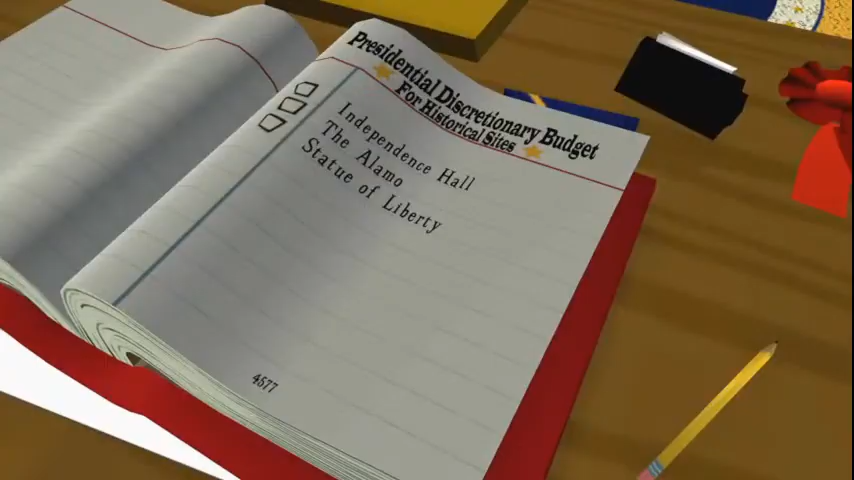 Presidential Discretionary Budget
For Historical Sites
Independence Hall
The Alamo
Statue of Liberty
4577